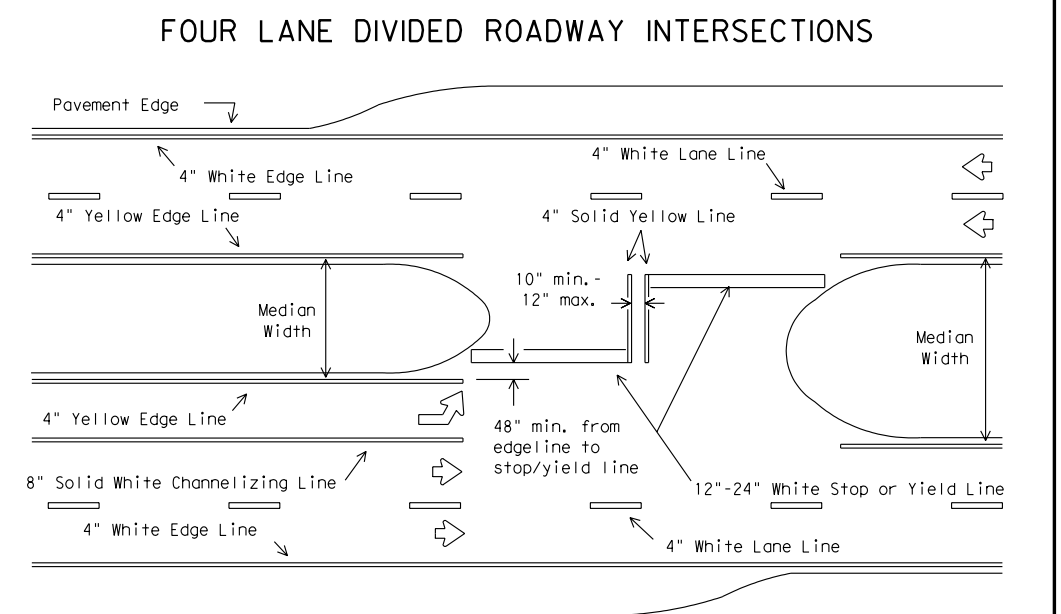 FOUR LANE DIVIDED ROADWAY INTERSECTIONS
Pavement Edge
4" White Edge Line
4" White Lane Line
4" Yellow Edge Line
4" Solid Yellow Line
10" min.-
12" max.
Median
Width
Median
Width
4" Yellow Edge Line
48" min. from
edgeline to
stop/yield line
8" Solid White Channelizing Line
12"-24" White Stop or Yield Line
4" White Edge Line
4" White Lane Line